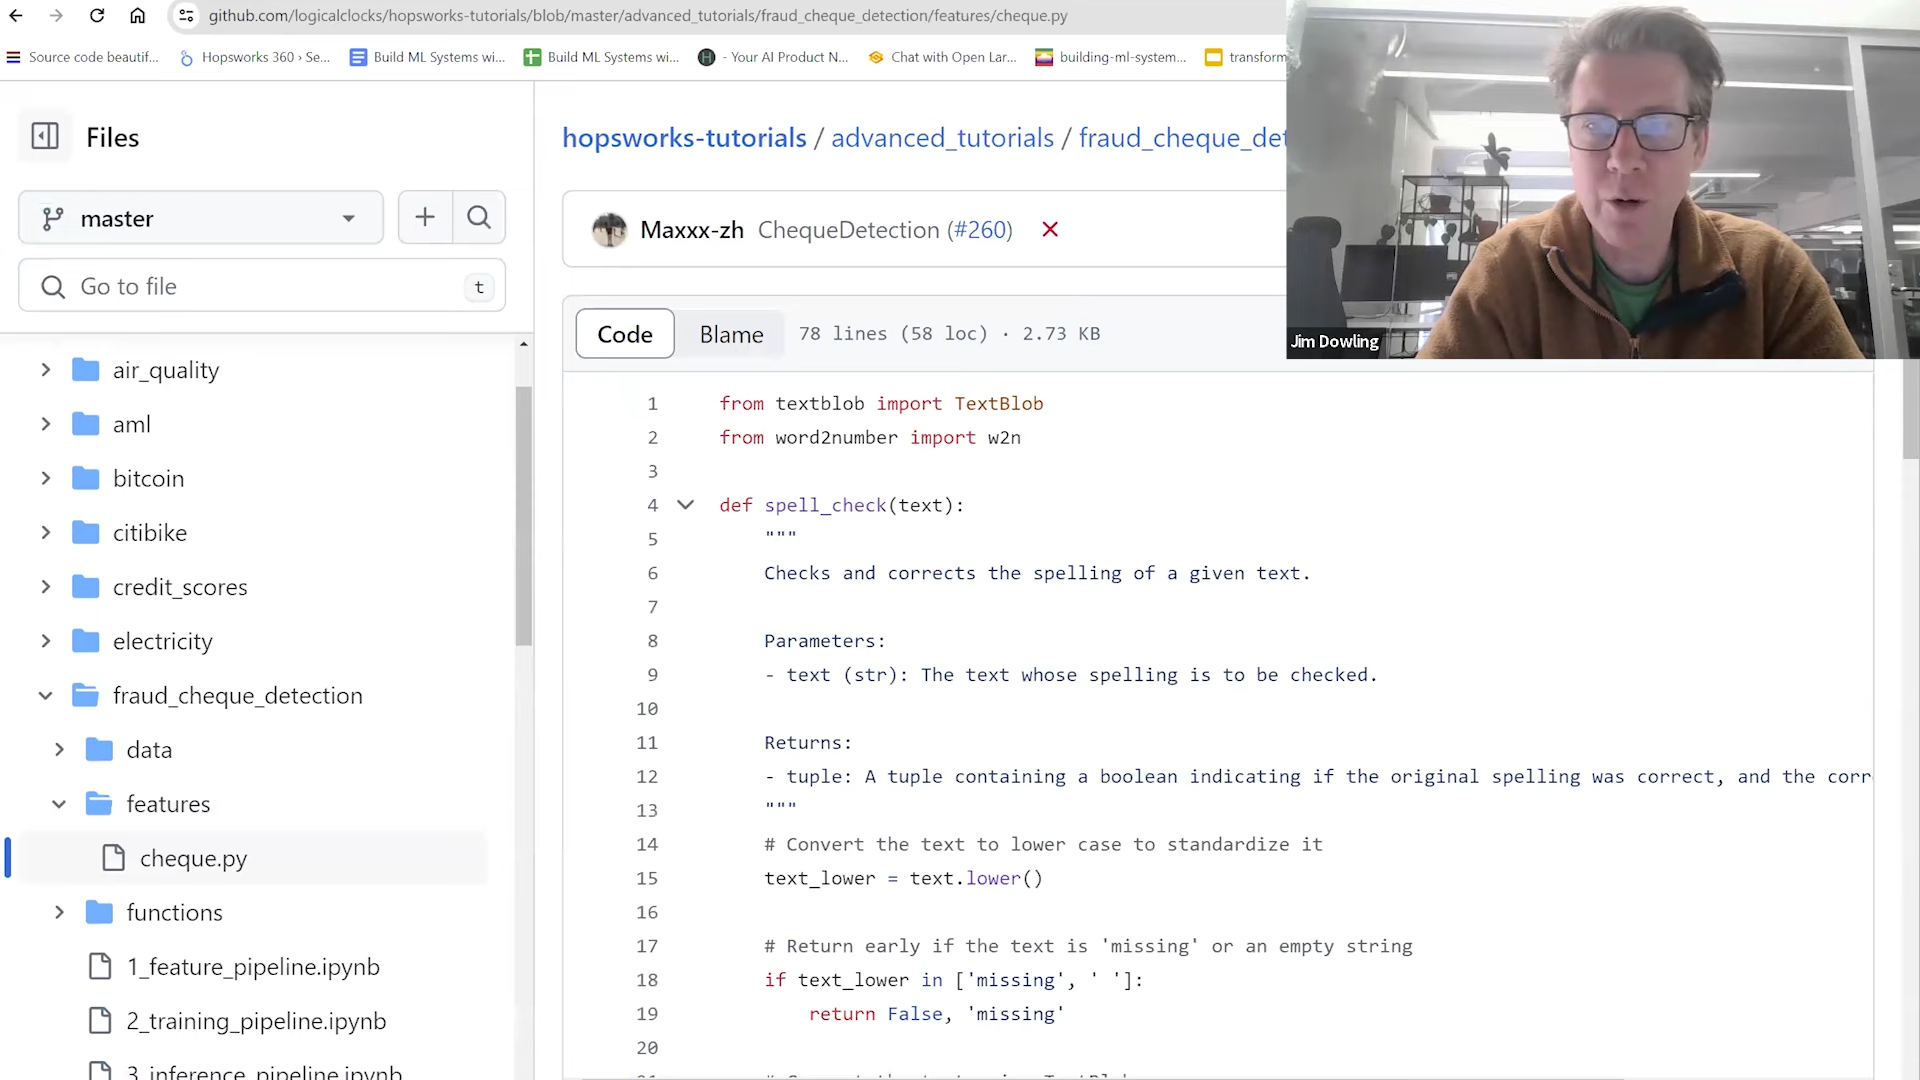 github.com/logicalclocks/hopsworks-tutorials/blob/master/advanced_tutorials/fraud_cheque_detection/features/cheque.py
Source code beautif... Hopsworks 360 › Se... Build ML Systems wi... Build ML Systems wi... - Your AI Product N... Chat with Open Lar... building-ml-system... transform
Files
master
Go to file t
air_quality
aml
bitcoin
citibike
credit_scores
electricity
fraud_cheque_detection
data
features
cheque.py
functions
1_feature_pipeline.ipynb
2_training_pipeline.ipynb
3_inference_pipeline.ipynb
hopsworks-tutorials / advanced_tutorials / fraud_cheque_det
Maxxx-zh ChequeDetection (#260)
Jim Dowling
Code Blame 78 lines (58 loc) · 2.73 KB
1 from textblob import TextBlob
2 from word2number import w2n
3
4 def spell_check(text):
5 """
6 Checks and corrects the spelling of a given text.
7
8 Parameters:
9 - text (str): The text whose spelling is to be checked.
10
11 Returns:
12 - tuple: A tuple containing a boolean indicating if the original spelling was correct, and the corr
13 """
14 # Convert the text to lower case to standardize it
15 text_lower = text.lower()
16
17 # Return early if the text is 'missing' or an empty string
18 if text_lower in ['missing', ' ']:
19 return False, 'missing'
20